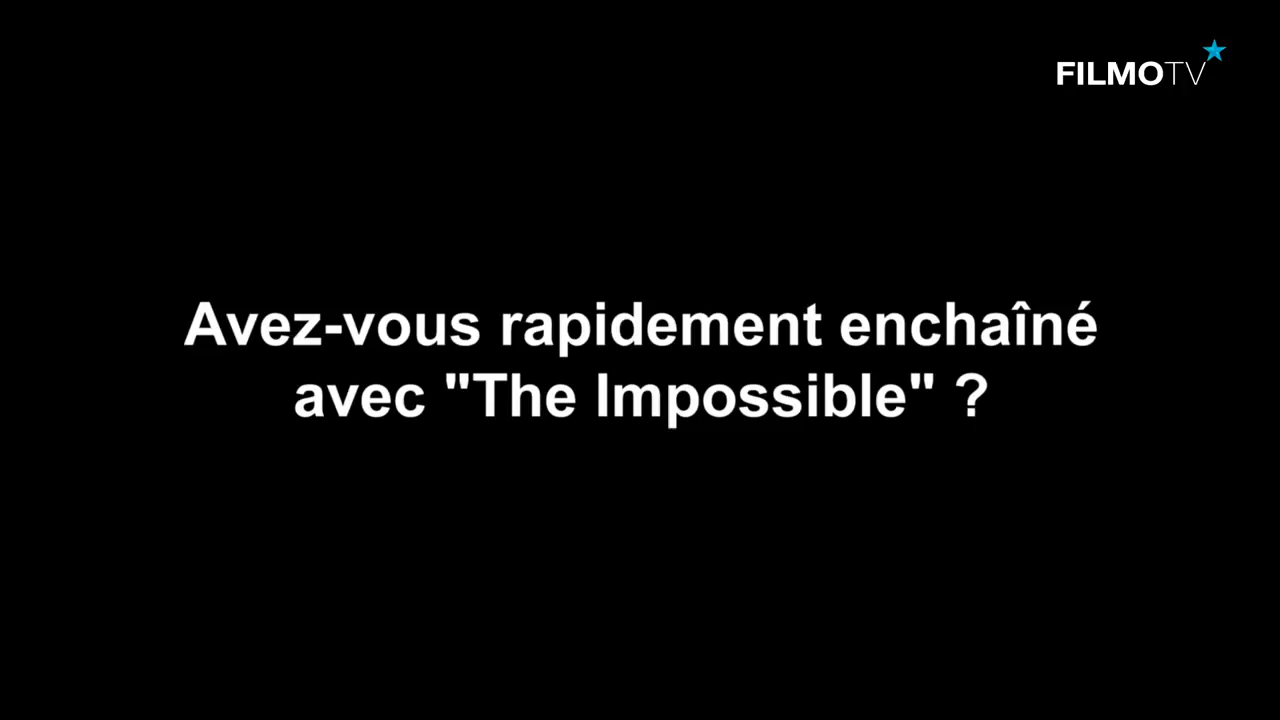 FILMOTV
Avez-vous rapidement enchaîné
avec "The Impossible" ?